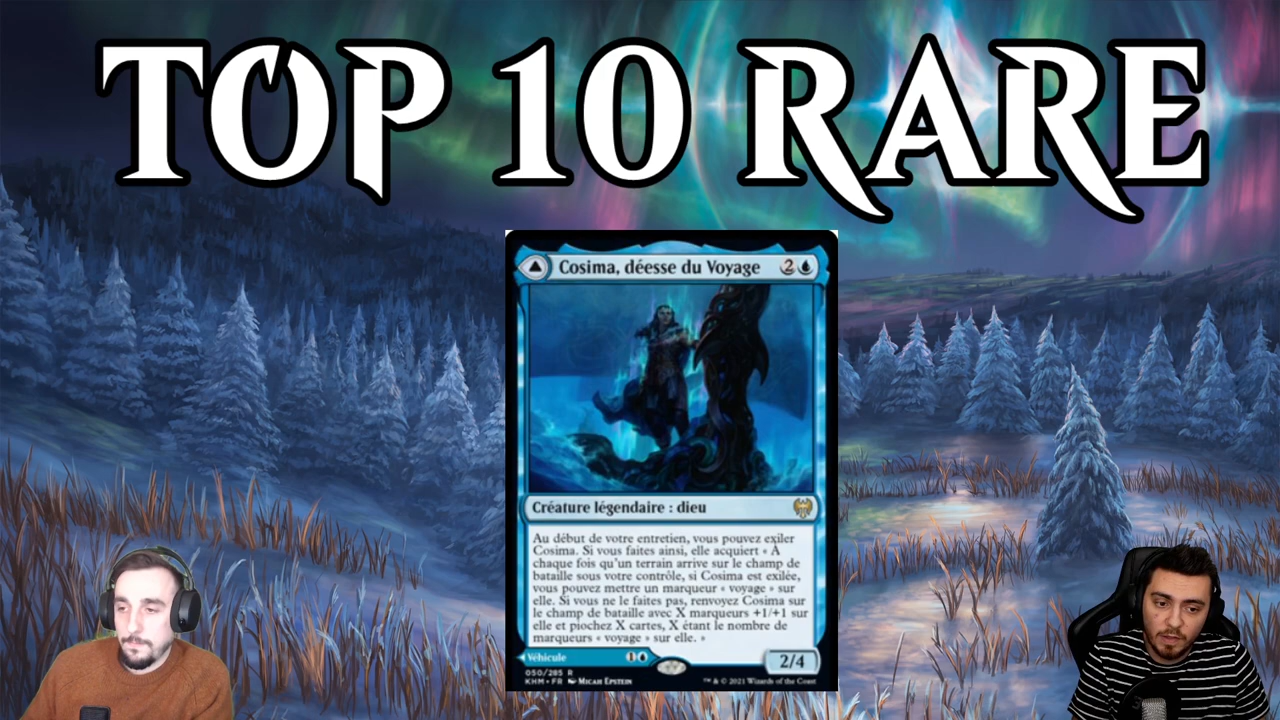 TOP 10 RARE
Cosima, déesse du Voyage 2
Créature légendaire : dieu
Au début de votre entretien, vous pouvez exiler
Cosima. Si vous faites ainsi, elle acquiert « À
chaque fois qu'un terrain arrive sur le champ de
bataille sous votre contrôle, si Cosima est exilée,
vous pouvez mettre un marqueur « voyage » sur
elle. Si vous ne le faites pas, renvoyez Cosima sur
le champ de bataille avec X marqueurs +1/+1 sur
elle et piochez X cartes, X étant le nombre de
marqueurs « voyage » sur elle. »
Véhicule 1
2/4
050/285 R
KHM • FR Micah Epstein
™ & © 2021 Wizards of the Coast